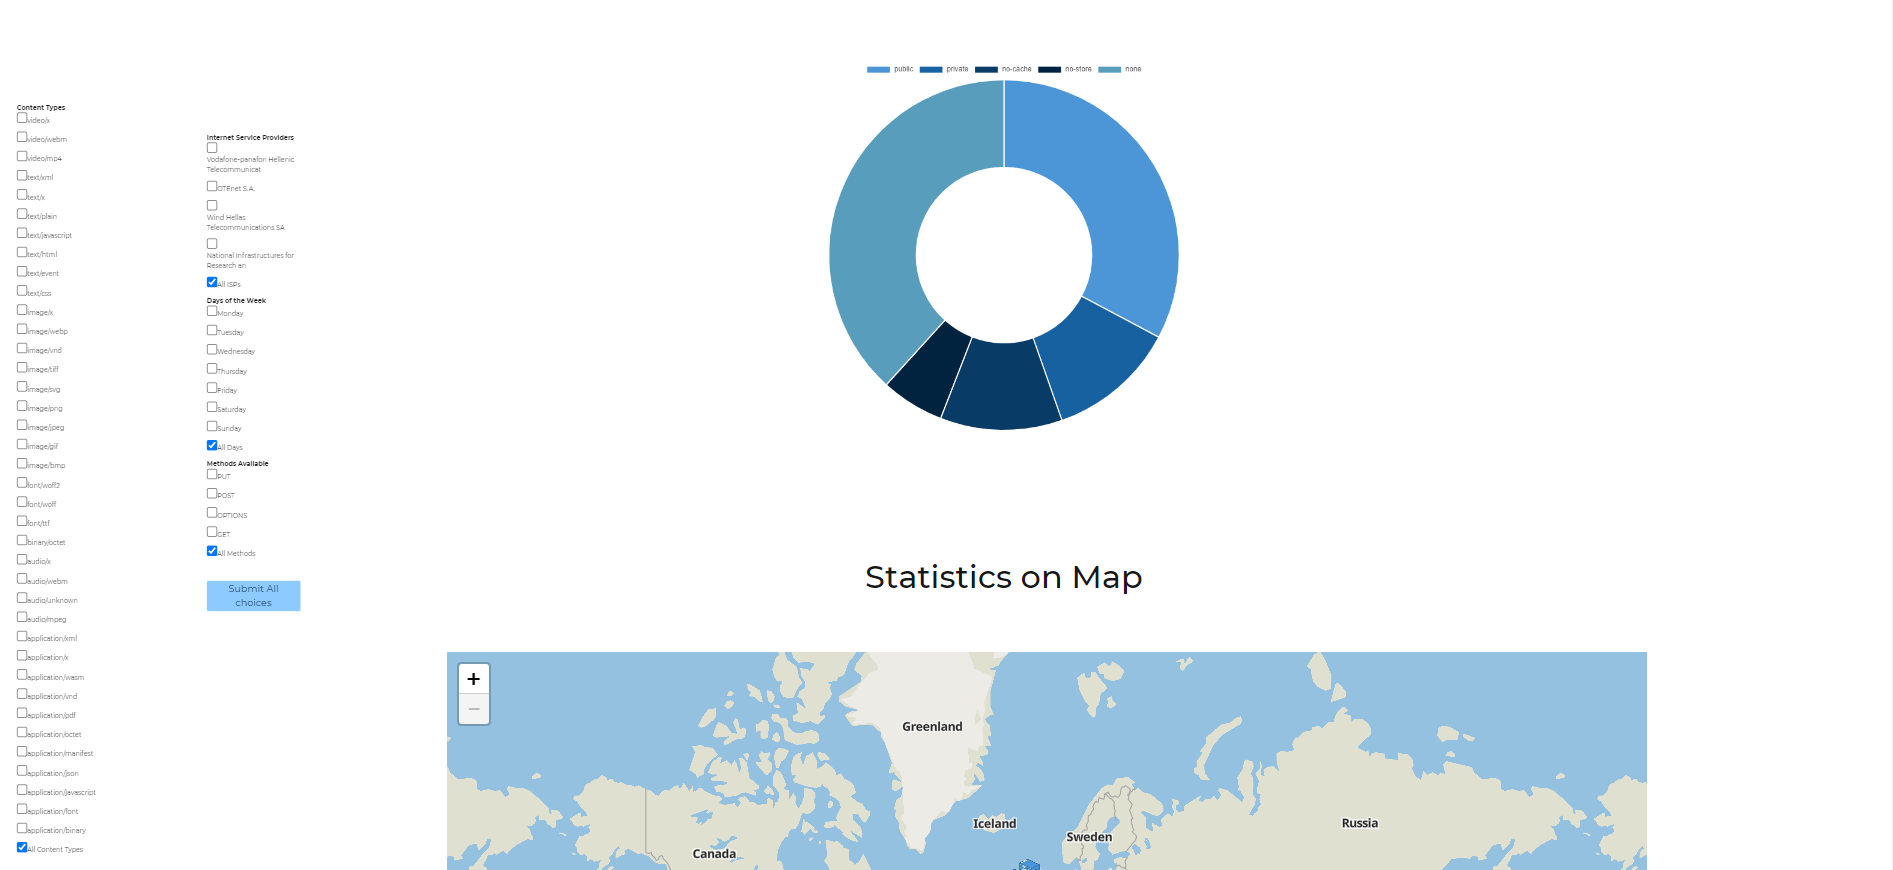 public private no-cache no-store none
Content Types
video/x
video/webm
video/mp4
text/xml
text/x
text/plain
text/javascript
text/html
text/event
text/css
image/x
image/webp
image/vnd
image/tiff
image/svg
image/png
image/jpeg
image/gif
image/bmp
font/woff2
font/woff
font/ttf
binary/octet
audio/x
audio/webm
audio/unknown
audio/mpeg
application/xml
application/x
application/wasm
application/vnd
application/pdf
application/octet
application/manifest
application/json
application/javascript
application/font
application/binary
All Content Types
Internet Service Providers
Vodafone-panafon Hellenic
Telecommunicat
OTEnet S.A.
Wind Hellas
Telecommunications SA
National Infrastructures for
Research an
All ISPs
Days of the Week
Monday
Tuesday
Wednesday
Thursday
Friday
Saturday
Sunday
All Days
Methods Available
PUT
POST
OPTIONS
GET
All Methods
Submit All
choices
Statistics on Map
+
−
Greenland
Iceland
Sweden
Russia
Canada